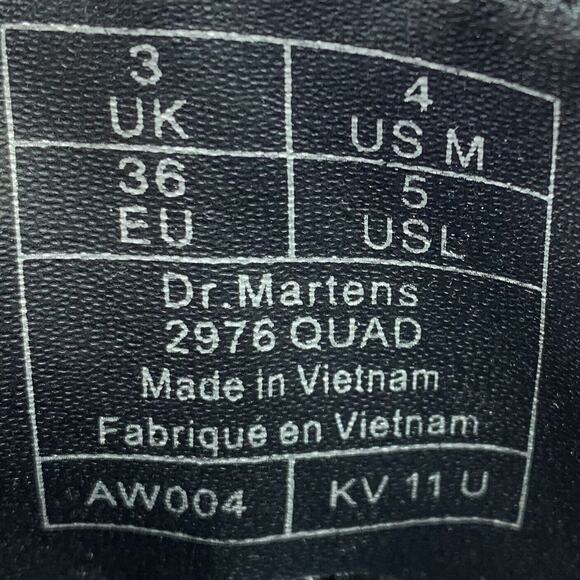 3
UK
4
US M
36
EU
5
USL
Dr.Martens
2976 QUAD
Made in Vietnam
Fabriqué en Vietnam
AW004
KV 11 U